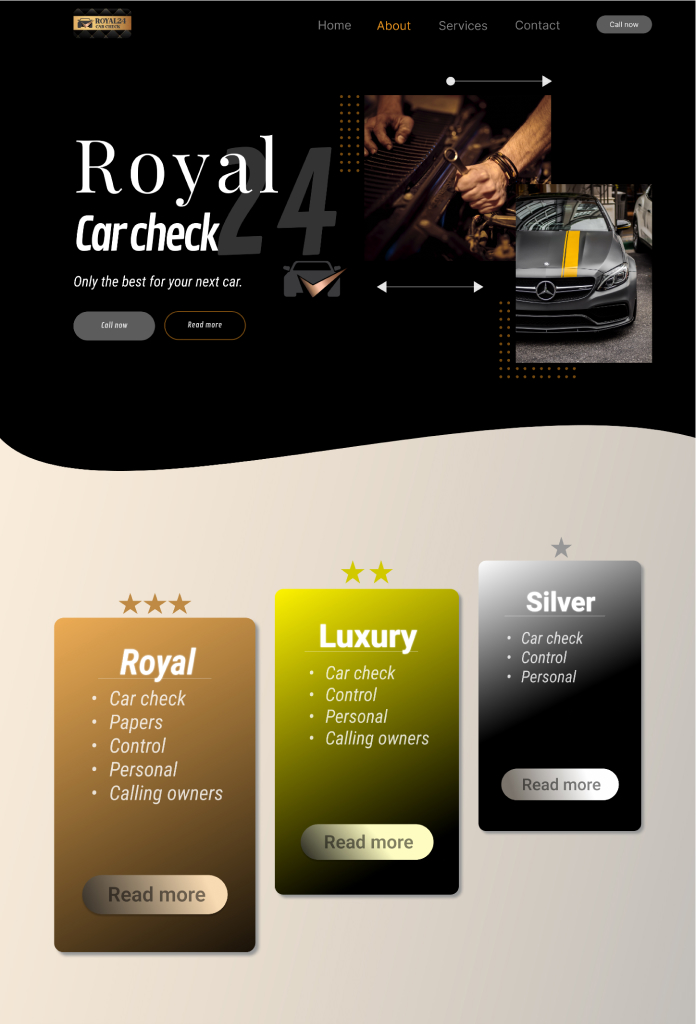 ROYAL24
CAR CHECK
Home About Services Contact Call now
Royal
24
Car check
Only the best for your next car.
Call now Read more
Royal
• Car check
• Papers
• Control
• Personal
• Calling owners
Read more
Luxury
• Car check
• Control
• Personal
• Calling owners
Read more
Silver
• Car check
• Control
• Personal
Read more